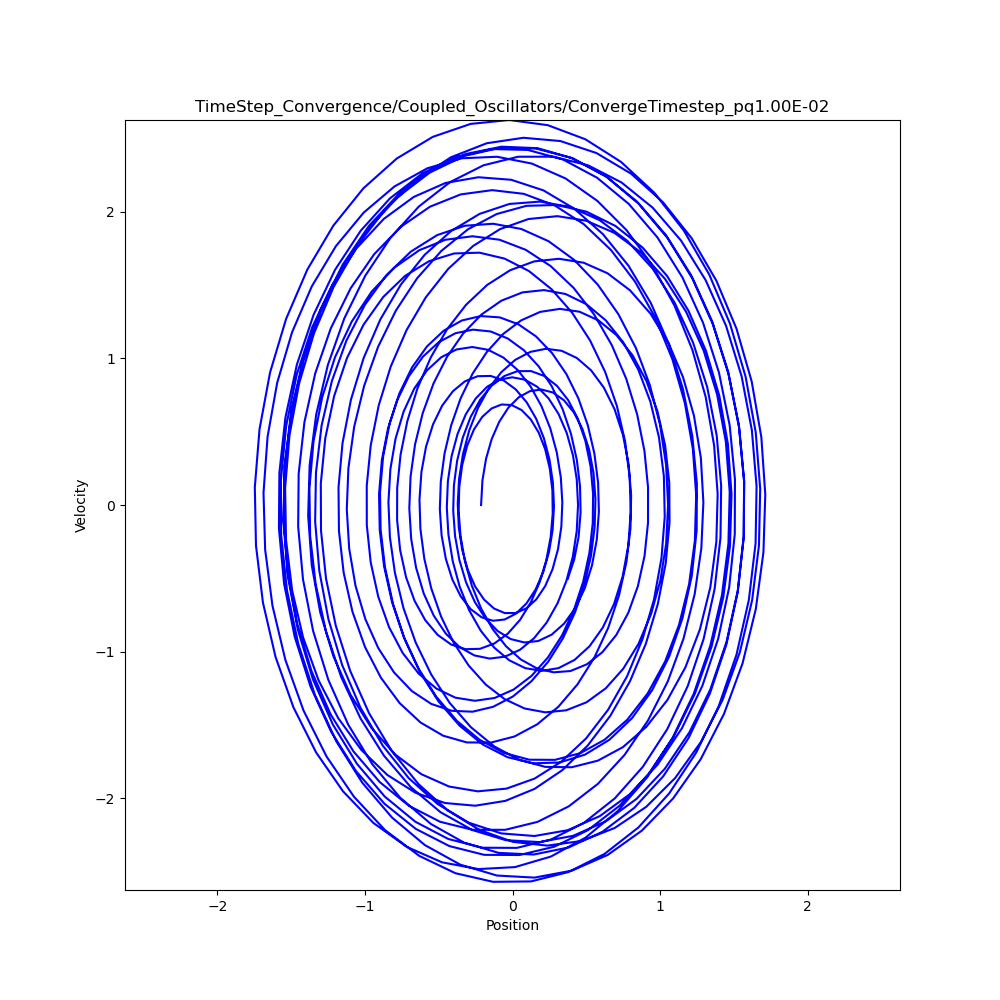 TimeStep_Convergence/Coupled_Oscillators/ConvergeTimestep_pq1.00E-02
2
1
0
−1
−2
Velocity
−2 −1 0 1 2
Position